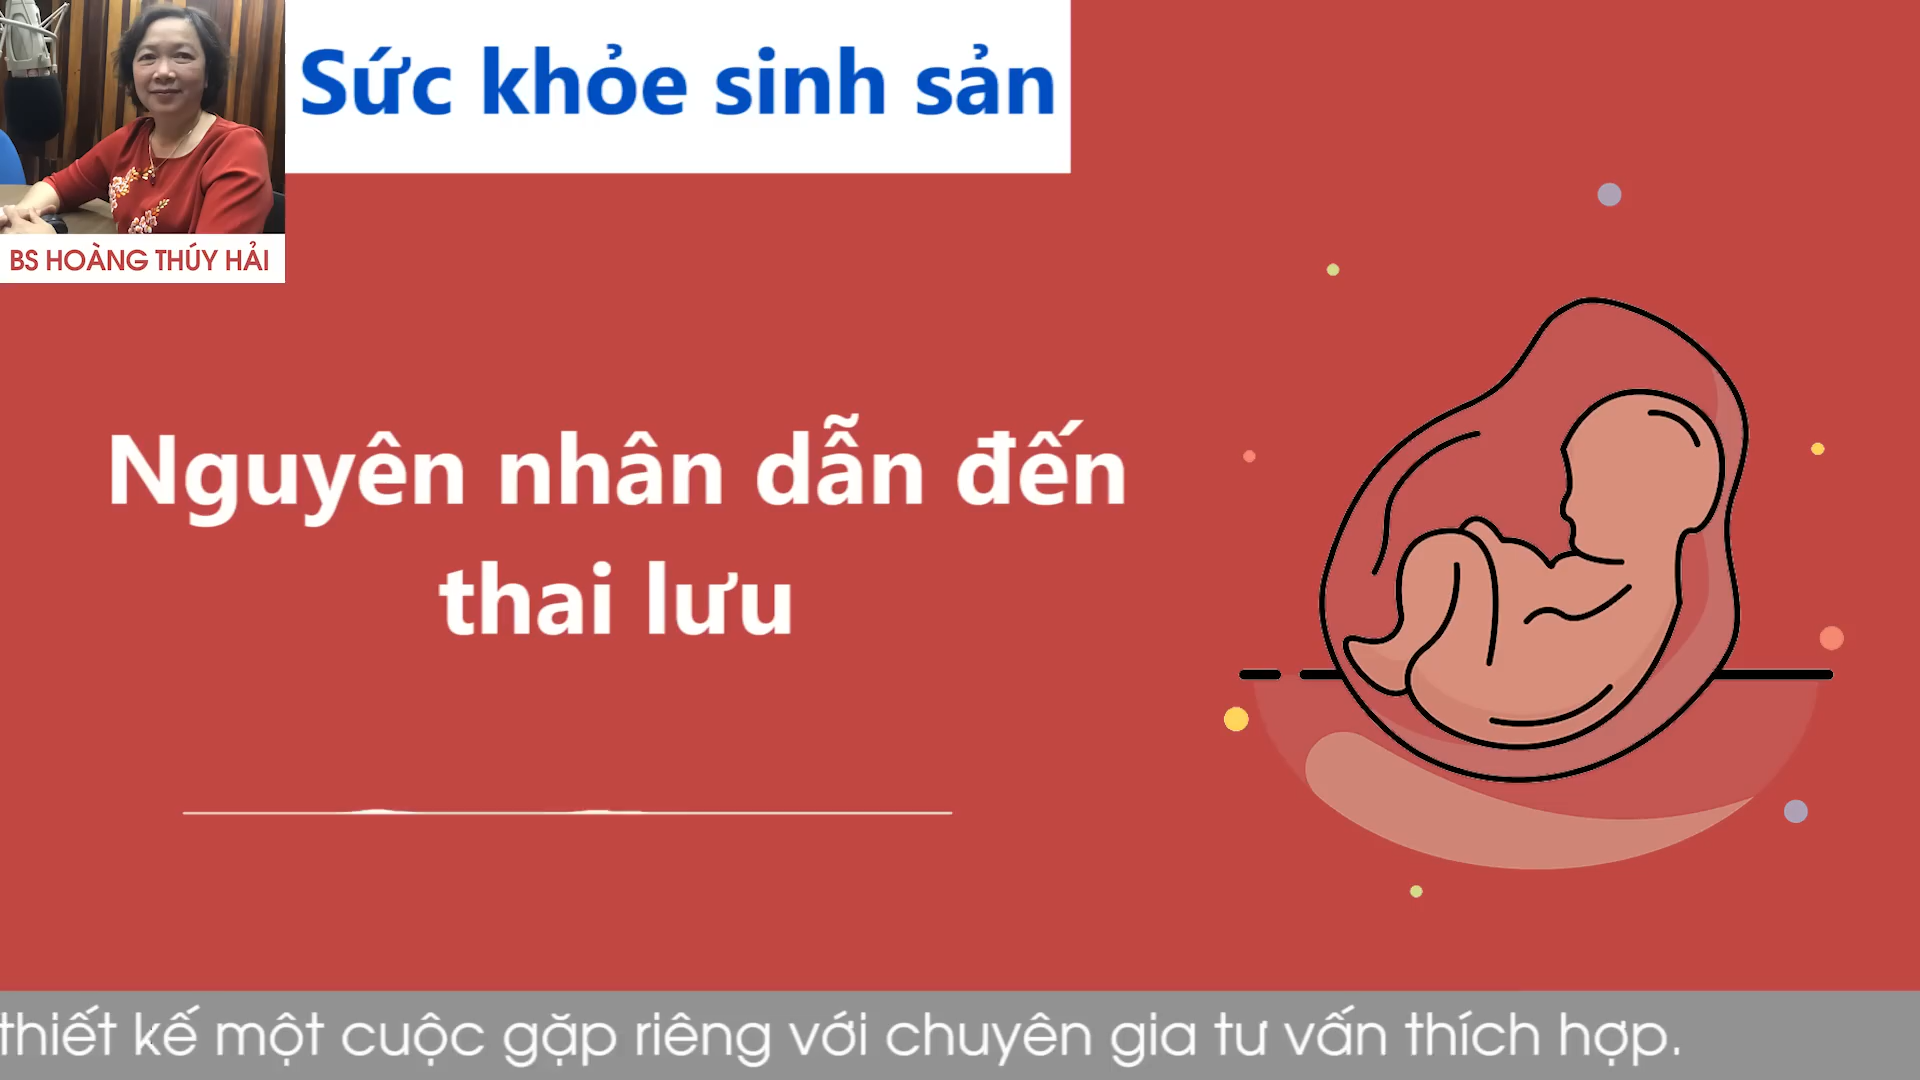 Sức khỏe sinh sản
BS HOÀNG THÚY HẢI
Nguyên nhân dẫn đến
thai lưu
thiết kế một cuộc gặp riêng với chuyên gia tư vấn thích hợp.